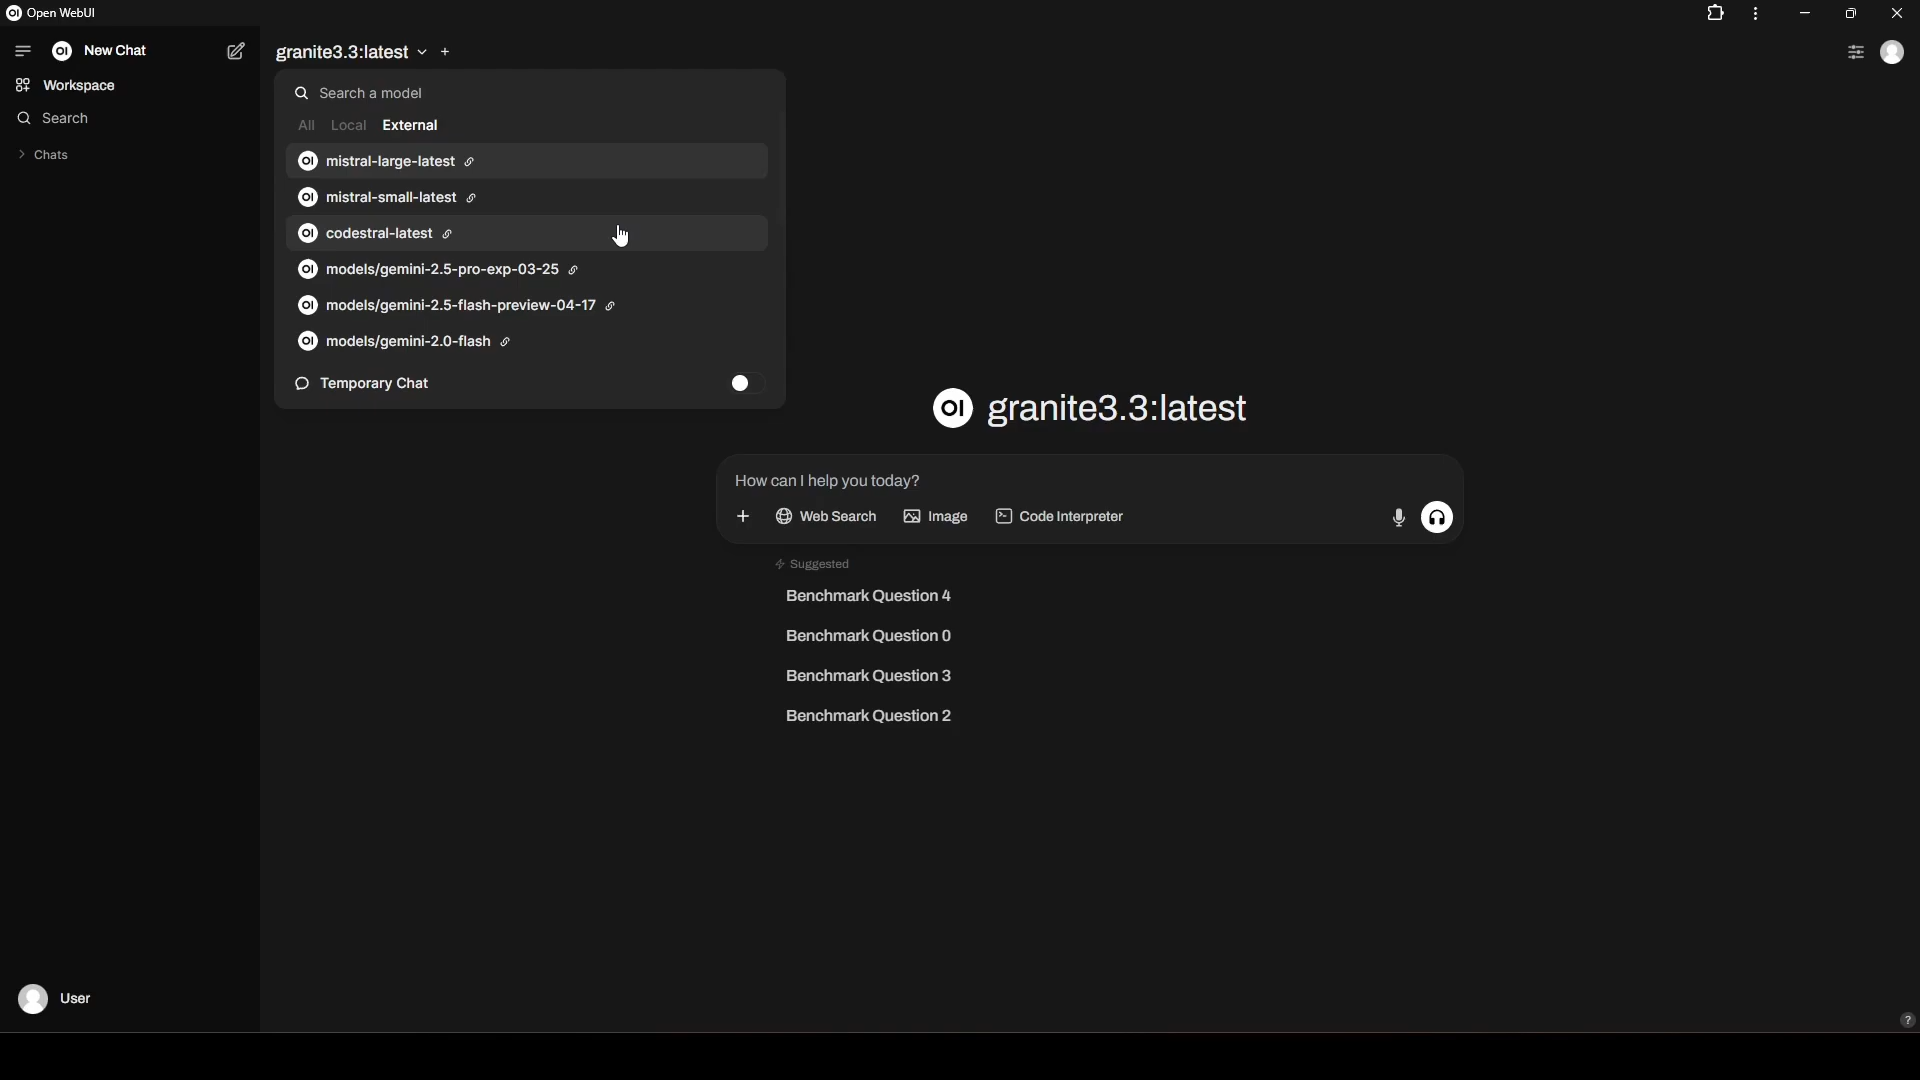 Open WebUI
New Chat
Workspace
Search
Chats
granite3.3:latest
Search a model
All Local External
mistral-large-latest
mistral-small-latest
codestral-latest
models/gemini-2.5-pro-exp-03-25
models/gemini-2.5-flash-preview-04-17
models/gemini-2.0-flash
Temporary Chat
OI granite3.3:latest
How can I help you today?
Web Search Image Code Interpreter
Suggested
Benchmark Question 4
Benchmark Question 0
Benchmark Question 3
Benchmark Question 2
User
?